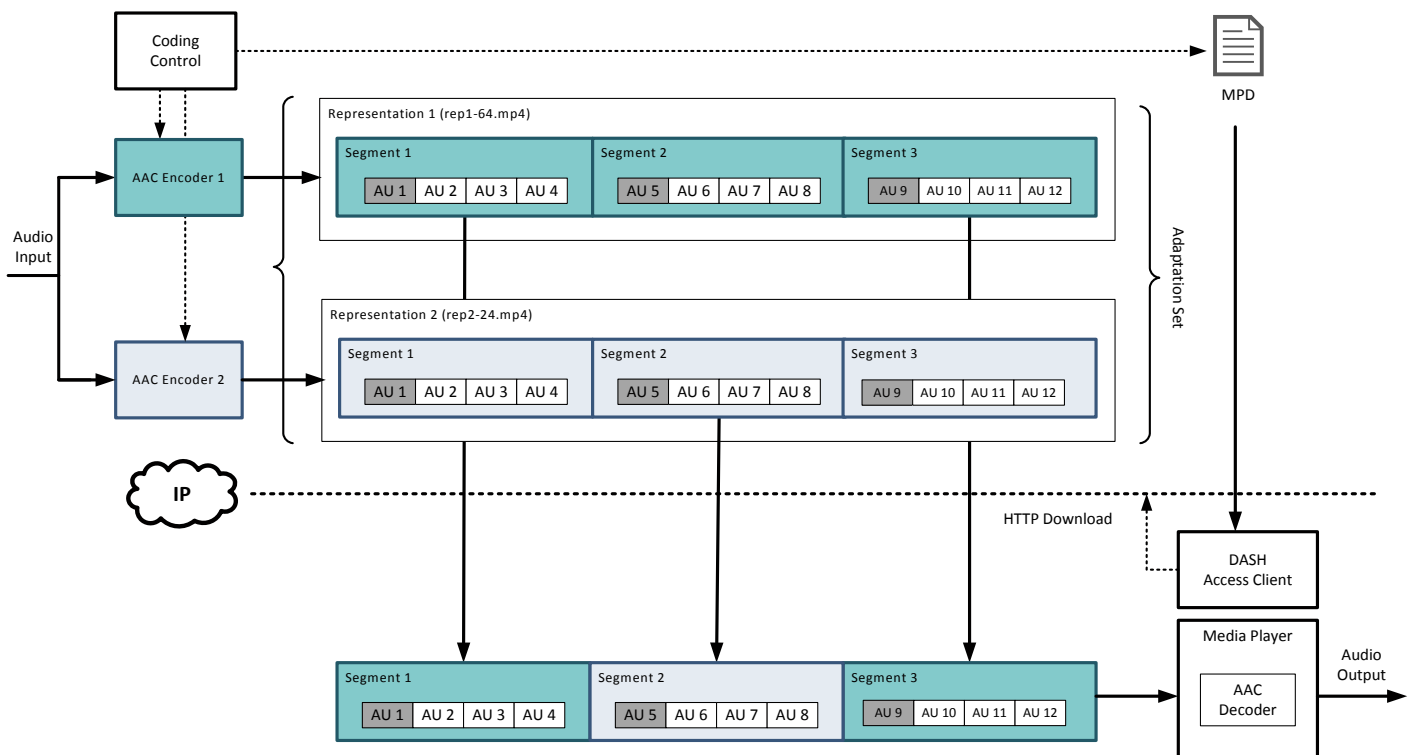 Coding
Control
MPD
Representation 1 (rep1-64.mp4)
Segment 1
Segment 2
Segment 3
AAC Encoder 1
AU 1 AU 2 AU 3 AU 4
AU 5 AU 6 AU 7 AU 8
AU 9 AU 10 AU 11 AU 12
Audio
Input
Adaptation Set
Representation 2 (rep2-24.mp4)
Segment 1
Segment 2
Segment 3
AAC Encoder 2
AU 1 AU 2 AU 3 AU 4
AU 5 AU 6 AU 7 AU 8
AU 9 AU 10 AU 11 AU 12
IP
HTTP Download
DASH
Access Client
Media Player
Segment 1
Segment 2
Segment 3
AU 1 AU 2 AU 3 AU 4
AU 5 AU 6 AU 7 AU 8
AU 9 AU 10 AU 11 AU 12
AAC
Decoder
Audio
Output